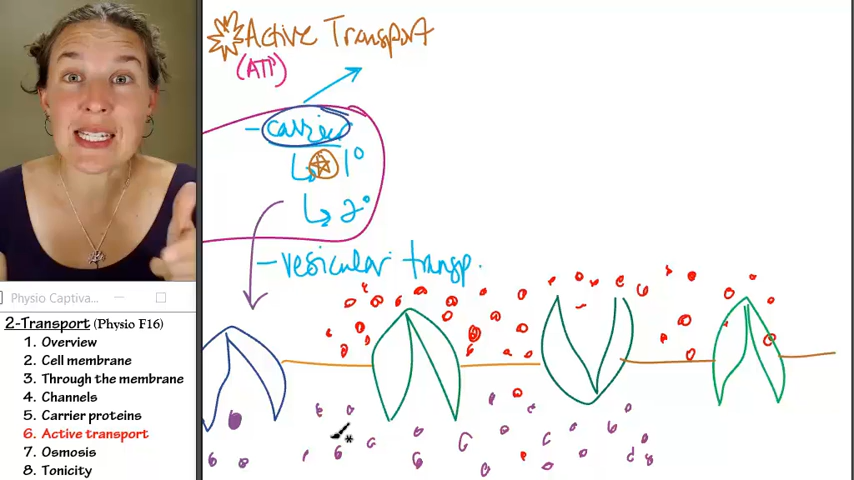 Active Transport
(ATP)
- carrier
↳ 1°
↳ 2°
- vesicular transp.
Physio Captiva...
2-Transport (Physio F16)
1. Overview
2. Cell membrane
3. Through the membrane
4. Channels
5. Carrier proteins
6. Active transport
7. Osmosis
8. Tonicity